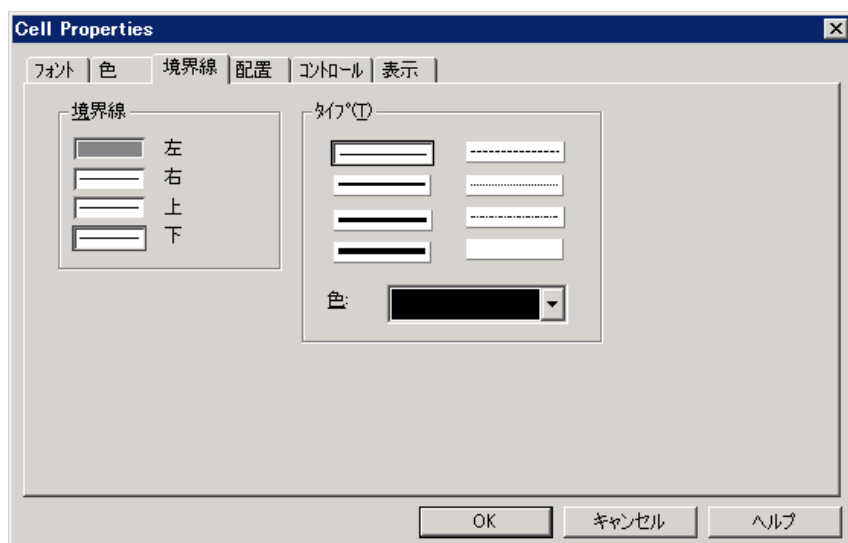 Cell Properties
フォント 色 境界線 配置 コントロール 表示
境界線
左
右
上
下
タイプ(T)
色:
OK キャンセル ヘルプ